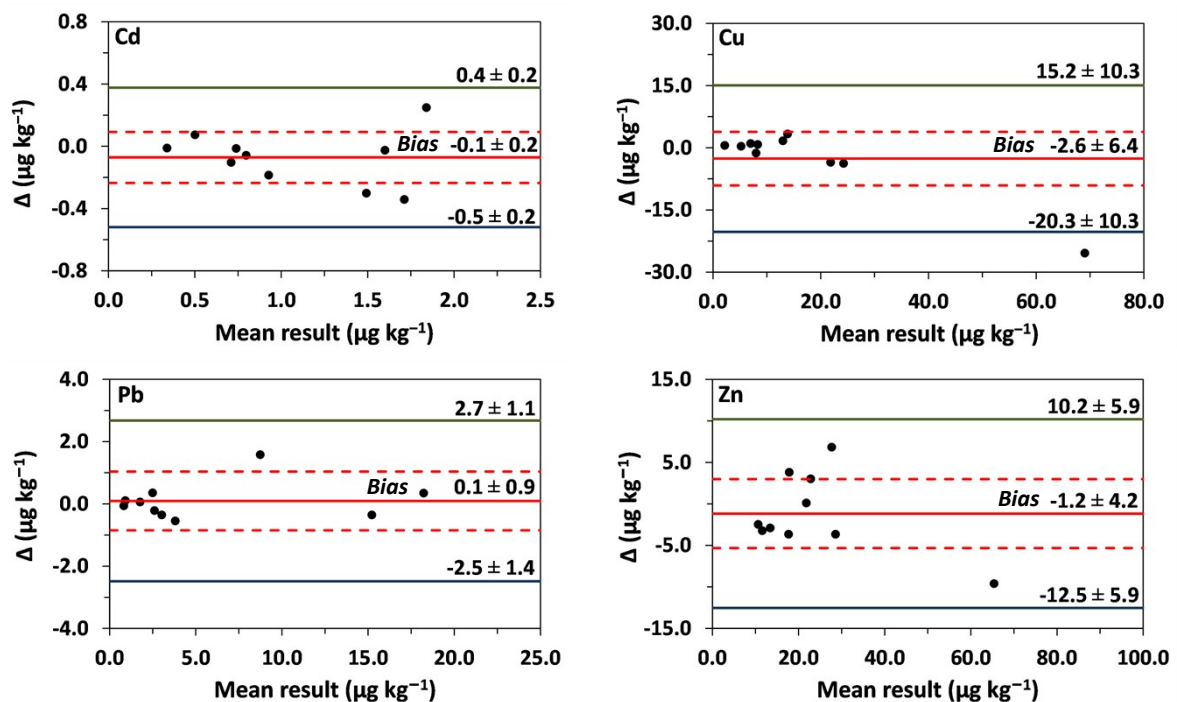 Cd
0.8
0.4
0.0
-0.4
-0.8
Δ (µg kg⁻¹)
0.4 ± 0.2
Bias -0.1 ± 0.2
-0.5 ± 0.2
0.0 0.5 1.0 1.5 2.0 2.5
Mean result (µg kg⁻¹)
Cu
30.0
15.0
0.0
-15.0
-30.0
Δ (µg kg⁻¹)
15.2 ± 10.3
Bias -2.6 ± 6.4
-20.3 ± 10.3
0.0 20.0 40.0 60.0 80.0
Mean result (µg kg⁻¹)
Pb
4.0
2.0
0.0
-2.0
-4.0
Δ (µg kg⁻¹)
2.7 ± 1.1
Bias 0.1 ± 0.9
-2.5 ± 1.4
0.0 5.0 10.0 15.0 20.0 25.0
Mean result (µg kg⁻¹)
Zn
15.0
5.0
-5.0
-15.0
Δ (µg kg⁻¹)
10.2 ± 5.9
Bias -1.2 ± 4.2
-12.5 ± 5.9
0.0 20.0 40.0 60.0 80.0 100.0
Mean result (µg kg⁻¹)